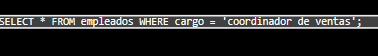 SELECT * FROM empleados WHERE cargo = 'coordinador de ventas';